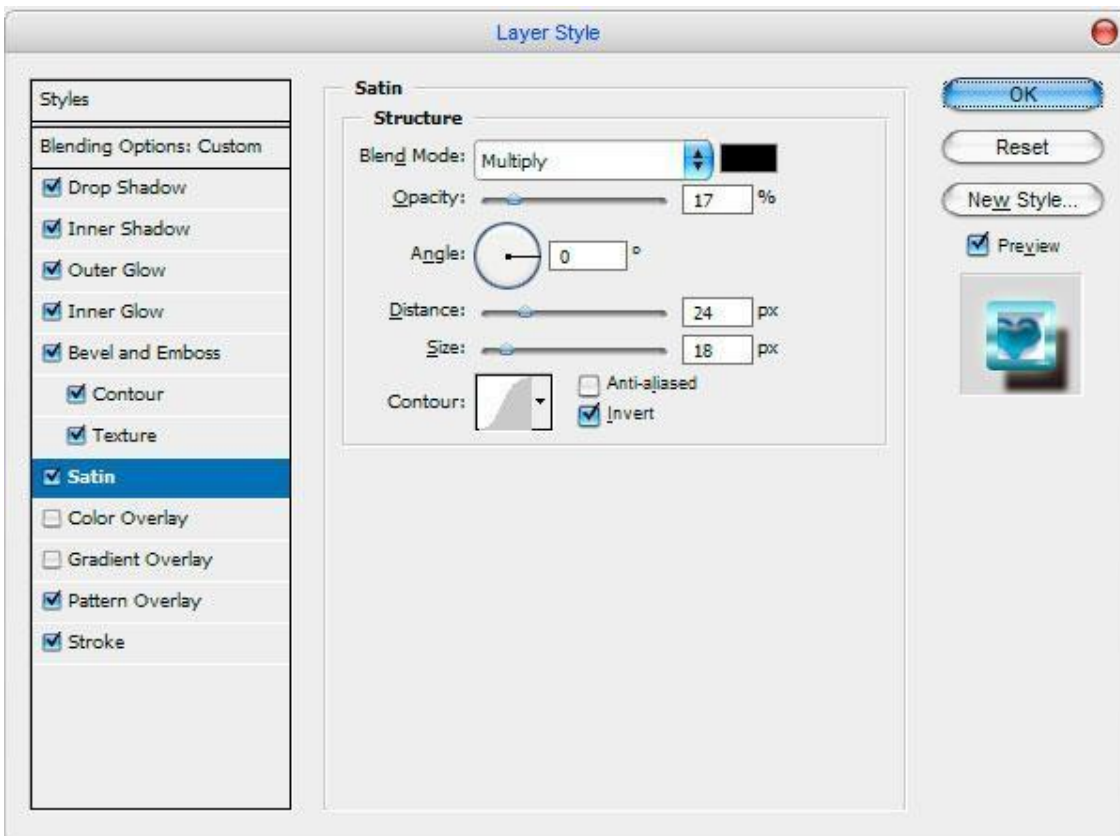 Layer Style
Styles
Blending Options: Custom
Drop Shadow
Inner Shadow
Outer Glow
Inner Glow
Bevel and Emboss
Contour
Texture
Satin
Color Overlay
Gradient Overlay
Pattern Overlay
Stroke
Satin
Structure
Blend Mode: Multiply
Opacity: 17 %
Angle: 0 °
Distance: 24 px
Size: 18 px
Contour:
Anti-aliased
Invert
OK
Reset
New Style...
Preview